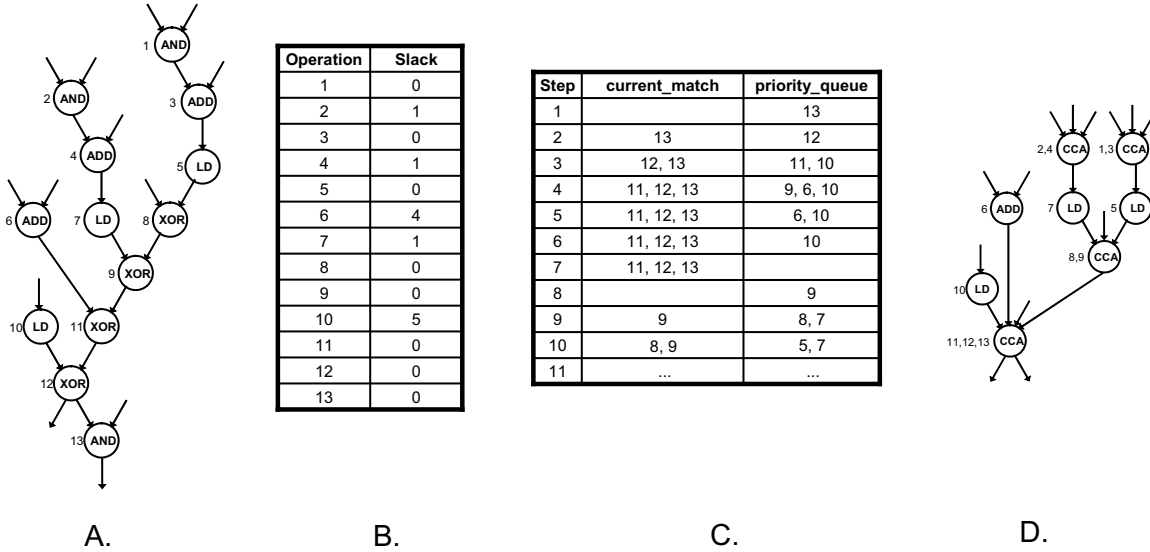 1 AND
2 AND
3 ADD
4 ADD
5 LD
6 ADD
7 LD
8 XOR
9 XOR
10 LD
11 XOR
12 XOR
13 AND
A.
Operation Slack
1 0
2 1
3 0
4 1
5 0
6 4
7 1
8 0
9 0
10 5
11 0
12 0
13 0
B.
Step current_match priority_queue
1 13
2 13 12
3 12, 13 11, 10
4 11, 12, 13 9, 6, 10
5 11, 12, 13 6, 10
6 11, 12, 13 10
7 11, 12, 13
8 9
9 9 8, 7
10 8, 9 5, 7
11 ... ...
C.
2,4 CCA
1,3 CCA
6 ADD
7 LD
5 LD
8,9 CCA
10 LD
11,12,13 CCA
D.